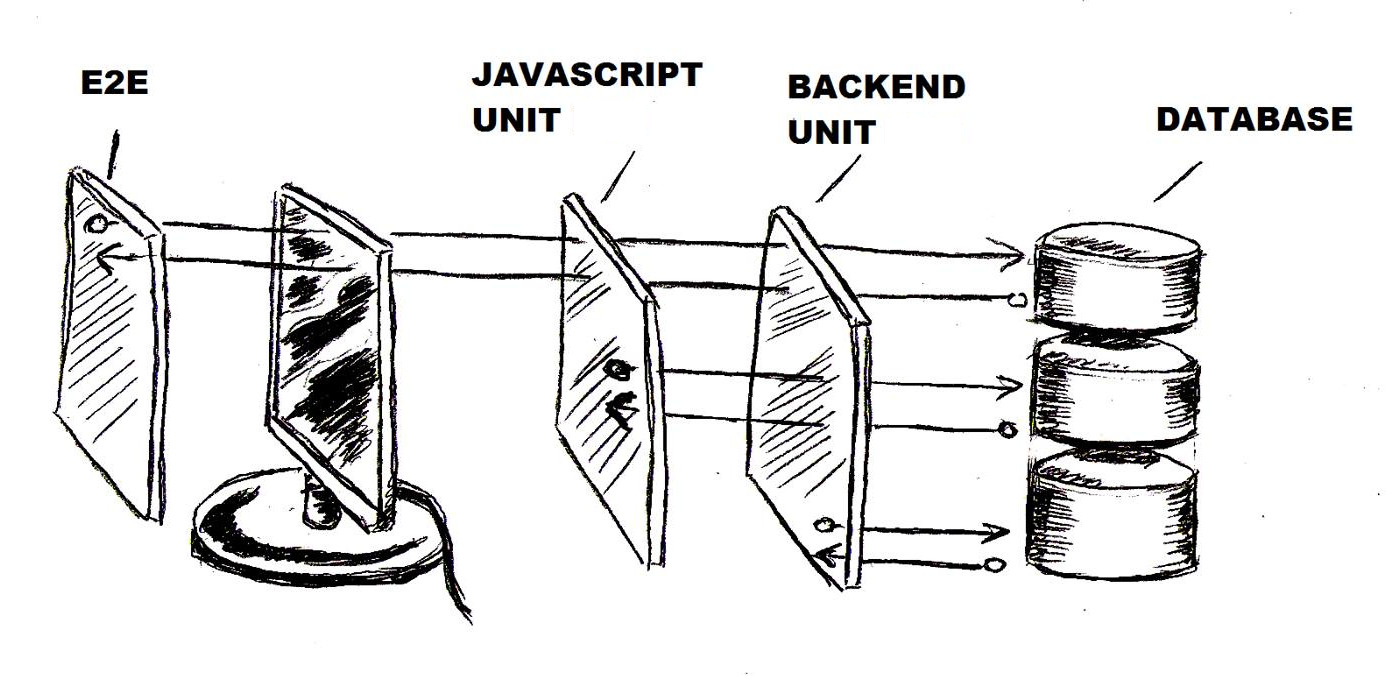 E2E
JAVASCRIPT
UNIT
BACKEND
UNIT
DATABASE